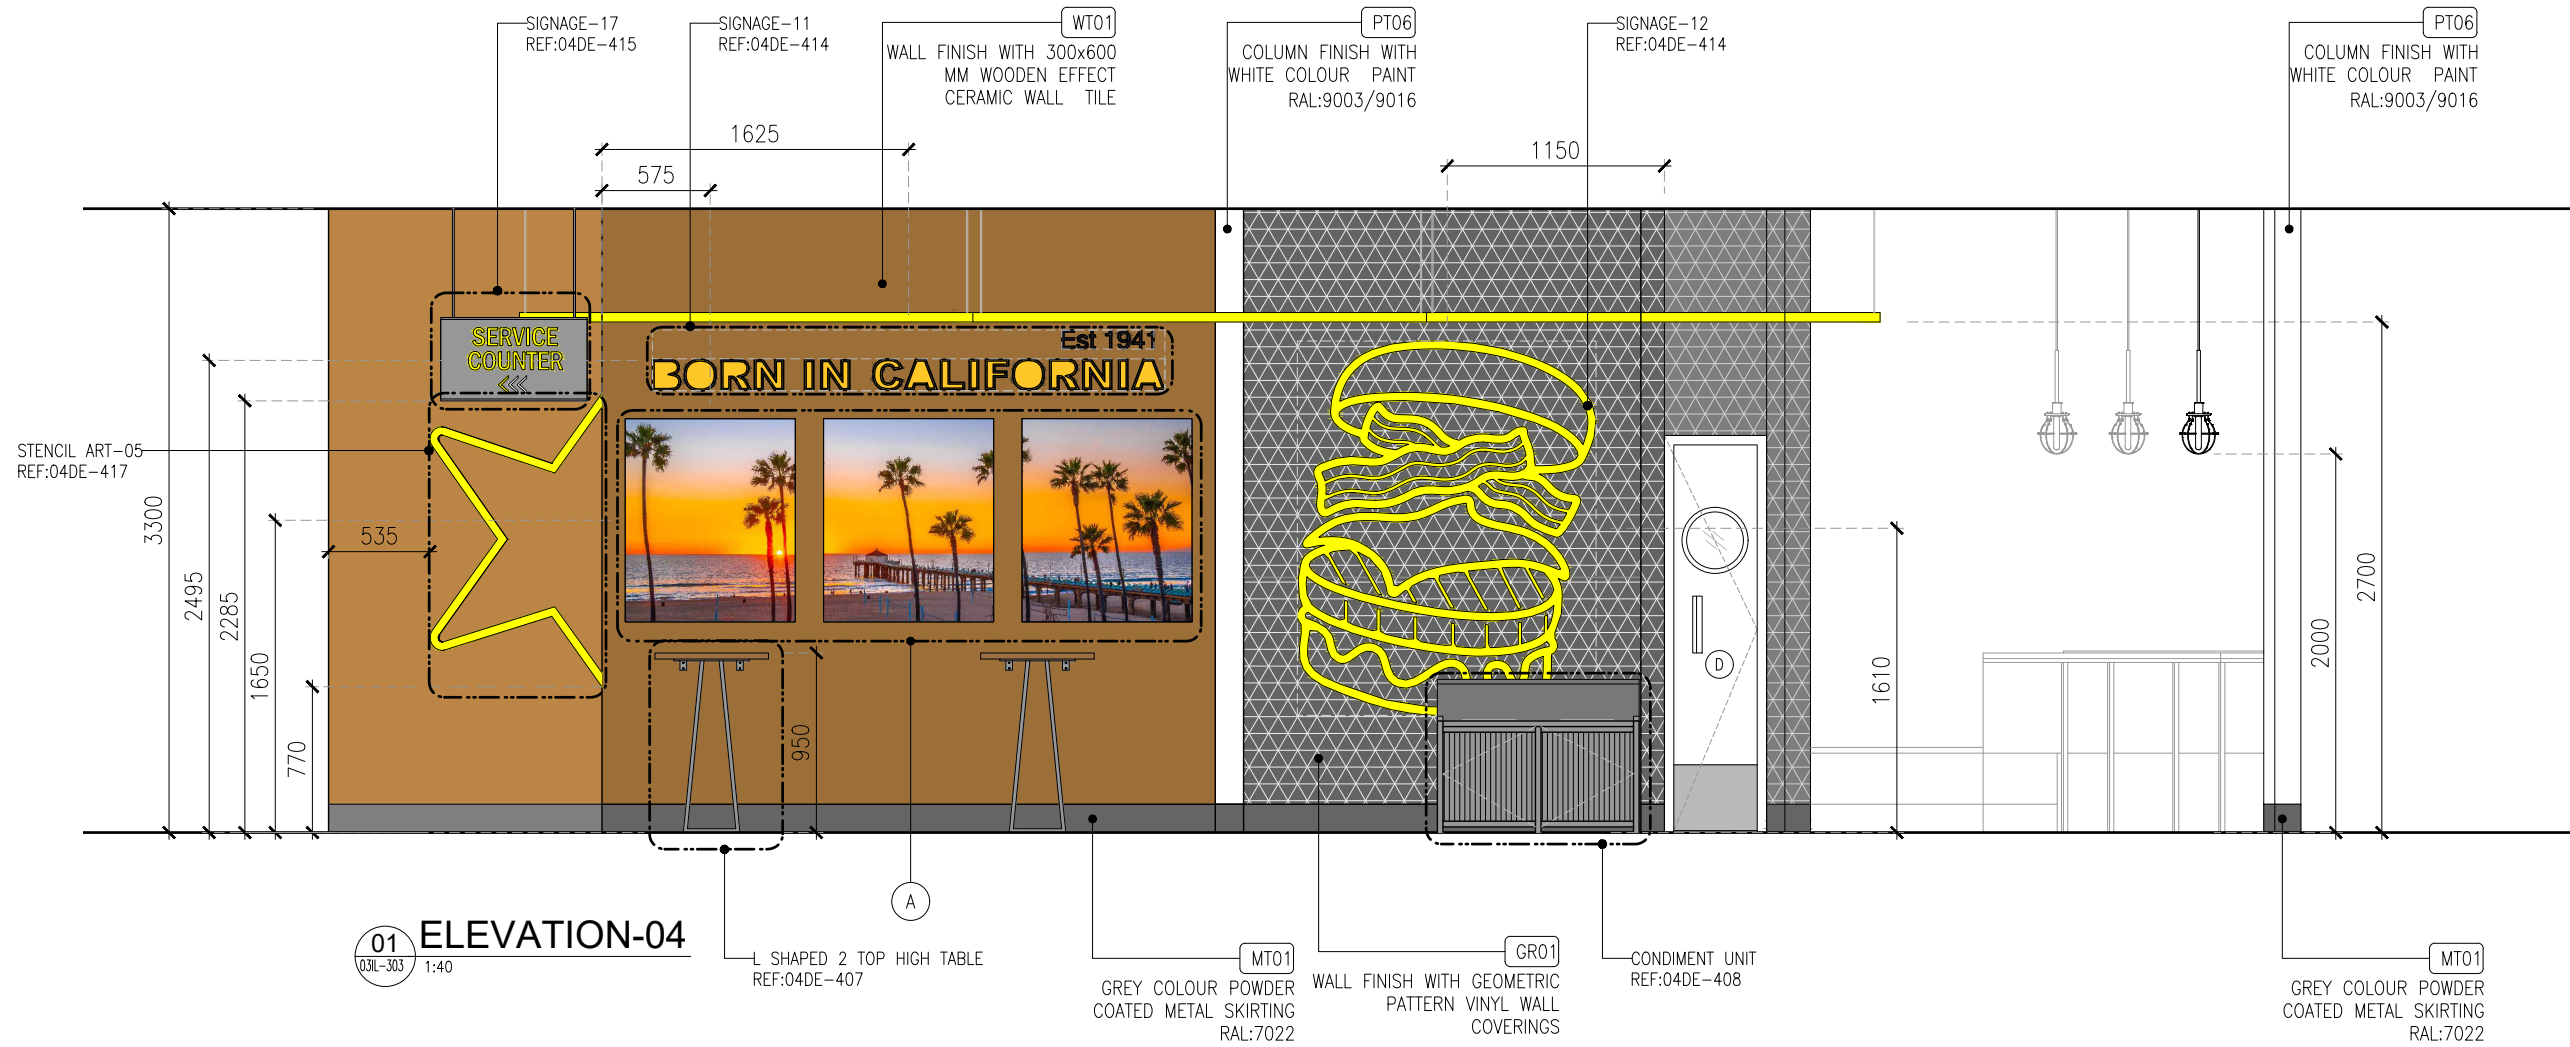 SIGNAGE-17
REF:04DE-415
SIGNAGE-11
REF:04DE-414
WT01
WALL FINISH WITH 300x600
MM WOODEN EFFECT
CERAMIC WALL TILE
PT06
COLUMN FINISH WITH
WHITE COLOUR PAINT
RAL:9003/9016
SIGNAGE-12
REF:04DE-414
PT06
COLUMN FINISH WITH
WHITE COLOUR PAINT
RAL:9003/9016
1625
575
1150
SERVICE
COUNTER
<<<
Est 1941
BORN IN CALIFORNIA
STENCIL ART-05
REF:04DE-417
3300
2495
2285
1650
770
535
950
D
1610
2000
2700
A
01
03IL-303
ELEVATION-04
1:40
L SHAPED 2 TOP HIGH TABLE
REF:04DE-407
MT01
GREY COLOUR POWDER
COATED METAL SKIRTING
RAL:7022
GR01
WALL FINISH WITH GEOMETRIC
PATTERN VINYL WALL
COVERINGS
CONDIMENT UNIT
REF:04DE-408
MT01
GREY COLOUR POWDER
COATED METAL SKIRTING
RAL:7022